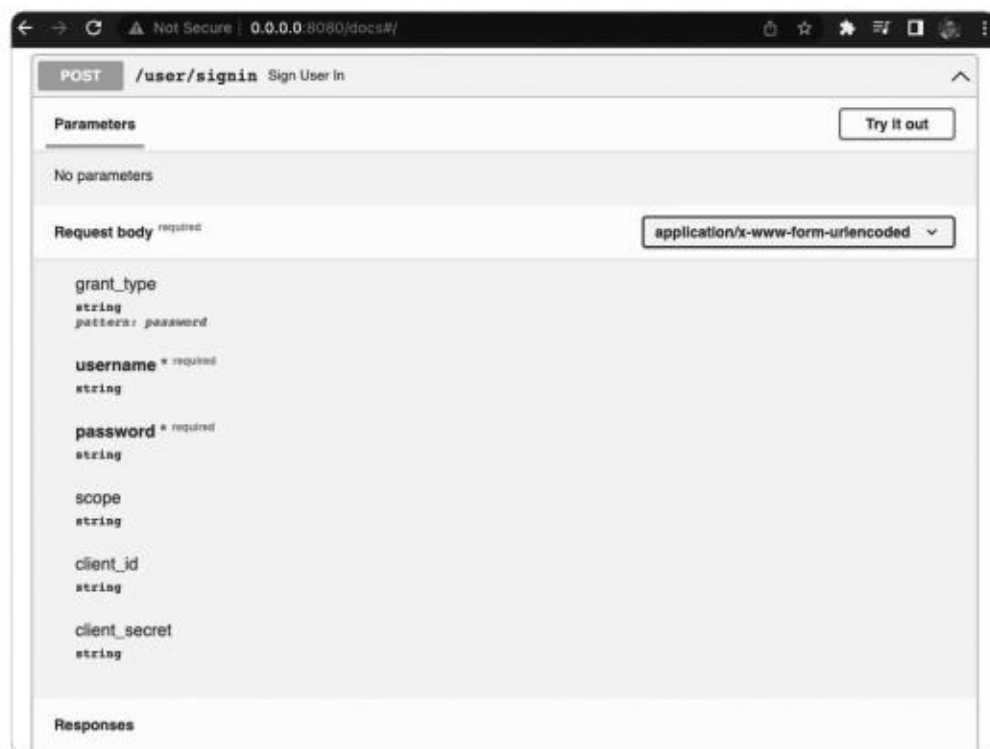 Not Secure | 0.0.0.0:8080/docs#/
POST /user/signin Sign User In
Parameters
Try it out
No parameters
Request body required
application/x-www-form-urlencoded
grant_type
string
pattern: password
username * required
string
password * required
string
scope
string
client_id
string
client_secret
string
Responses